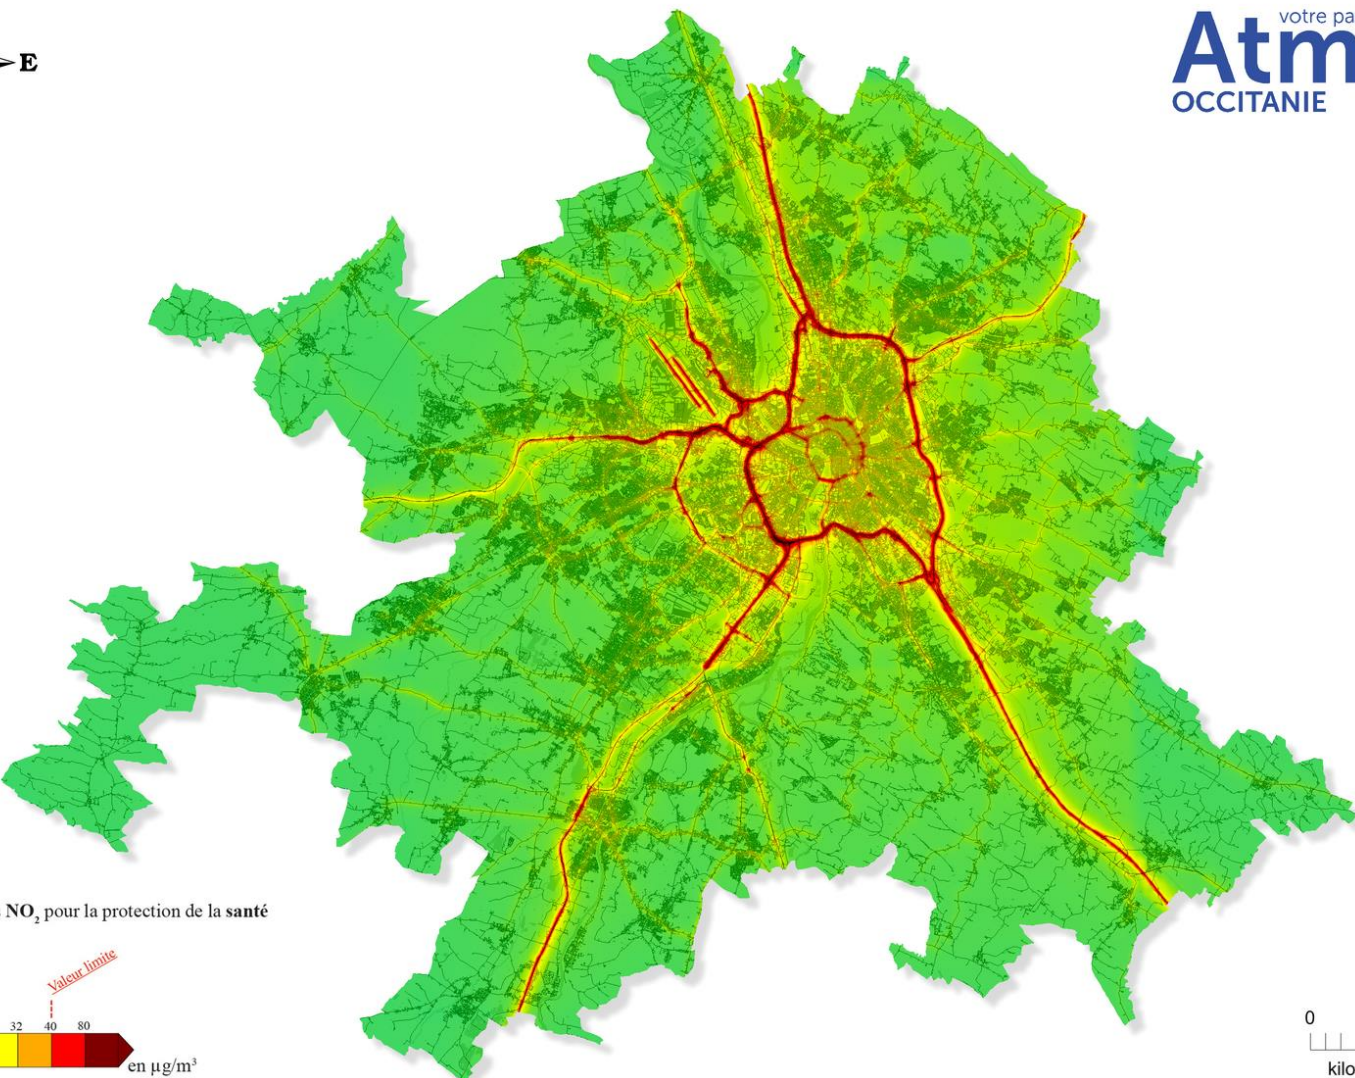 E
votre pa
Atm
OCCITANIE
NO₂ pour la protection de la santé
Valeur limite
32 40 80
en µg/m³
0
kilo